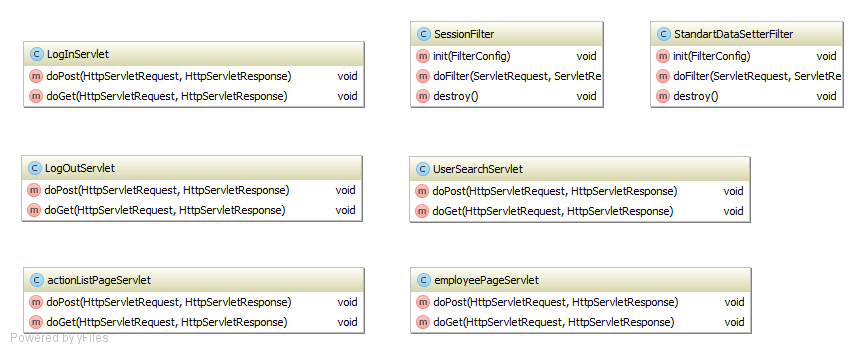 C LogInServlet
m doPost(HttpServletRequest, HttpServletResponse) void
m doGet(HttpServletRequest, HttpServletResponse) void
C SessionFilter
m init(FilterConfig) void
m doFilter(ServletRequest, ServletRe
m destroy() void
C StandartDataSetterFilter
m init(FilterConfig) void
m doFilter(ServletRequest, ServletRe
m destroy() void
C LogOutServlet
m doPost(HttpServletRequest, HttpServletResponse) void
m doGet(HttpServletRequest, HttpServletResponse) void
C UserSearchServlet
m doPost(HttpServletRequest, HttpServletResponse) void
m doGet(HttpServletRequest, HttpServletResponse) void
C actionListPageServlet
m doPost(HttpServletRequest, HttpServletResponse) void
m doGet(HttpServletRequest, HttpServletResponse) void
C employeePageServlet
m doPost(HttpServletRequest, HttpServletResponse) void
m doGet(HttpServletRequest, HttpServletResponse) void
Powered by yFiles